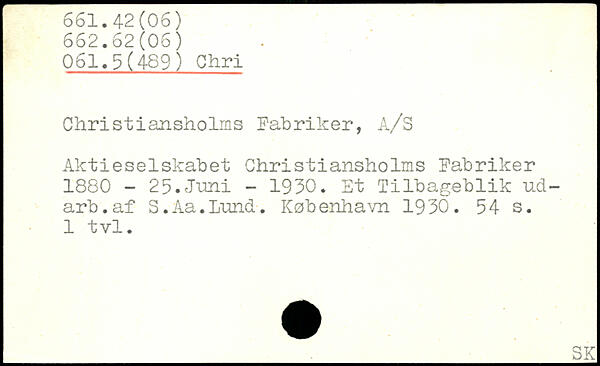 661.42(06)
662.62(06)
061.5(489) Chri
Christiansholms Fabriker, A/S
Aktieselskabet Christiansholms Fabriker
1880 - 25.Juni - 1930. Et Tilbageblik ud-
arb.af S.Aa.Lund. København 1930. 54 s.
1 tvl.
SK